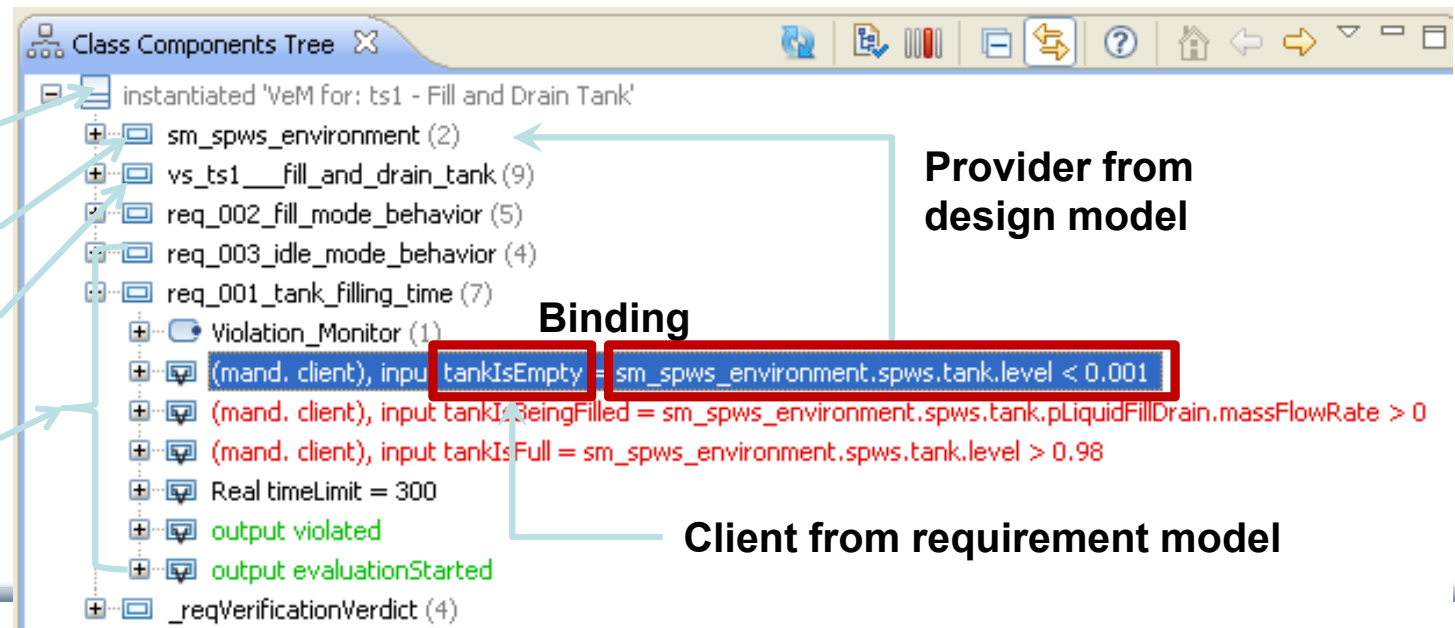 Class Components Tree
instantiated 'VeM for: ts1 - Fill and Drain Tank'
sm_spws_environment (2)
vs_ts1___fill_and_drain_tank (9)
Provider from
design model
req_002_fill_mode_behavior (5)
req_003_idle_mode_behavior (4)
req_001_tank_filling_time (7)
Binding
Violation_Monitor (1)
(mand. client), inpu tankIsEmpty = sm_spws_environment.spws.tank.level < 0.001
(mand. client), input tankIsBeingFilled = sm_spws_environment.spws.tank.pLiquidFillDrain.massFlowRate > 0
(mand. client), input tankIsFull = sm_spws_environment.spws.tank.level > 0.98
Real timeLimit = 300
output violated
Client from requirement model
output evaluationStarted
_reqVerificationVerdict (4)